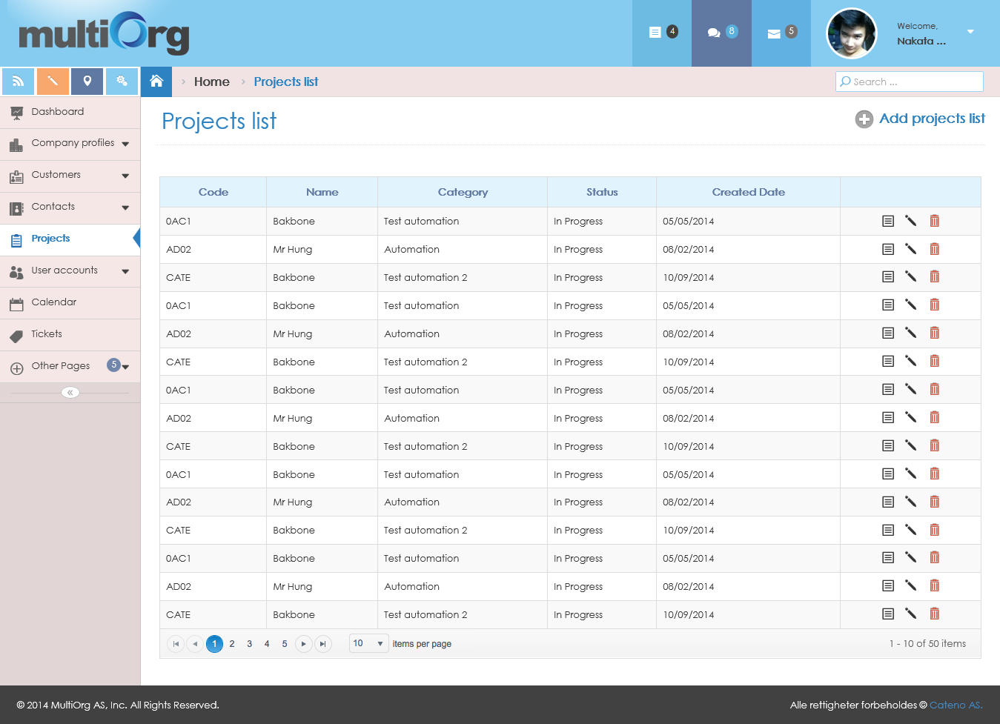 multiOrg
4
8
5
Welcome,
Nakata ...
Home › Projects list
Search ...
Dashboard
Company profiles
Customers
Contacts
Projects
User accounts
Calendar
Tickets
Other Pages 5
«
Projects list
Add projects list
Code Name Category Status Created Date
0AC1 Bakbone Test automation In Progress 05/05/2014
AD02 Mr Hung Automation In Progress 08/02/2014
CATE Bakbone Test automation 2 In Progress 10/09/2014
0AC1 Bakbone Test automation In Progress 05/05/2014
AD02 Mr Hung Automation In Progress 08/02/2014
CATE Bakbone Test automation 2 In Progress 10/09/2014
0AC1 Bakbone Test automation In Progress 05/05/2014
AD02 Mr Hung Automation In Progress 08/02/2014
CATE Bakbone Test automation 2 In Progress 10/09/2014
0AC1 Bakbone Test automation In Progress 05/05/2014
AD02 Mr Hung Automation In Progress 08/02/2014
CATE Bakbone Test automation 2 In Progress 10/09/2014
0AC1 Bakbone Test automation In Progress 05/05/2014
AD02 Mr Hung Automation In Progress 08/02/2014
CATE Bakbone Test automation 2 In Progress 10/09/2014
1 2 3 4 5 10 items per page 1 - 10 of 50 items
© 2014 MultiOrg AS, Inc. All Rights Reserved.
Alle rettigheter forbeholdes © Cateno AS.